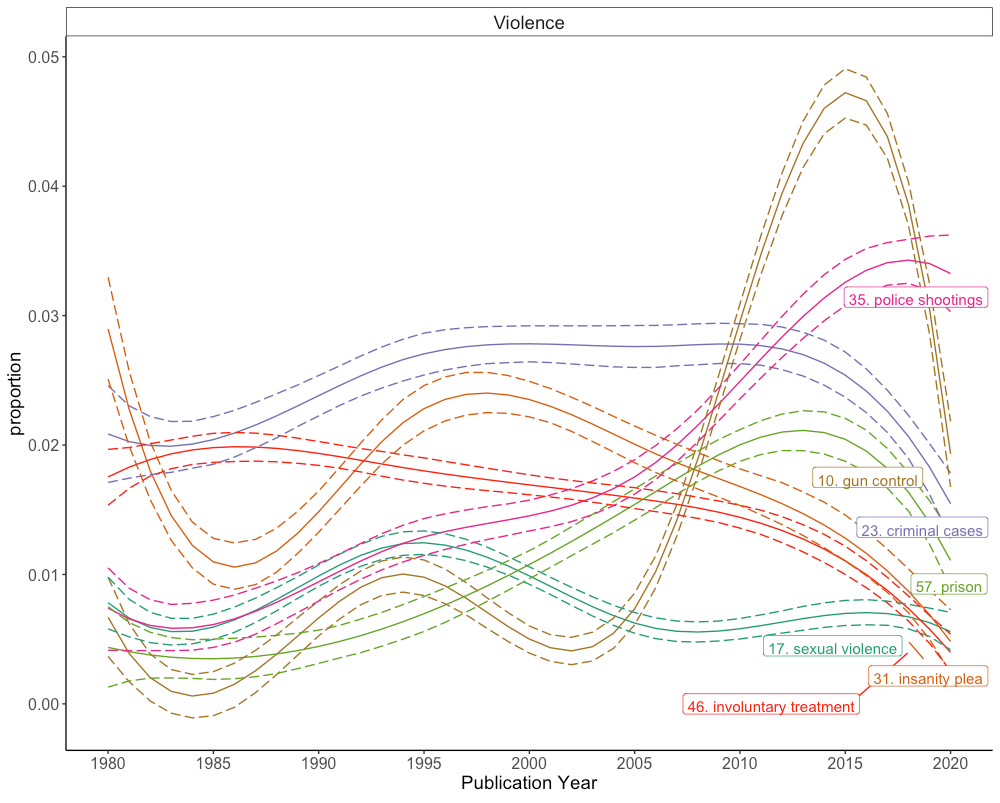 Violence
0.05
0.04
0.03
0.02
0.01
0.00
proportion
35. police shootings
10. gun control
23. criminal cases
57. prison
17. sexual violence
31. insanity plea
46. involuntary treatment
1980 1985 1990 1995 2000 2005 2010 2015 2020
Publication Year